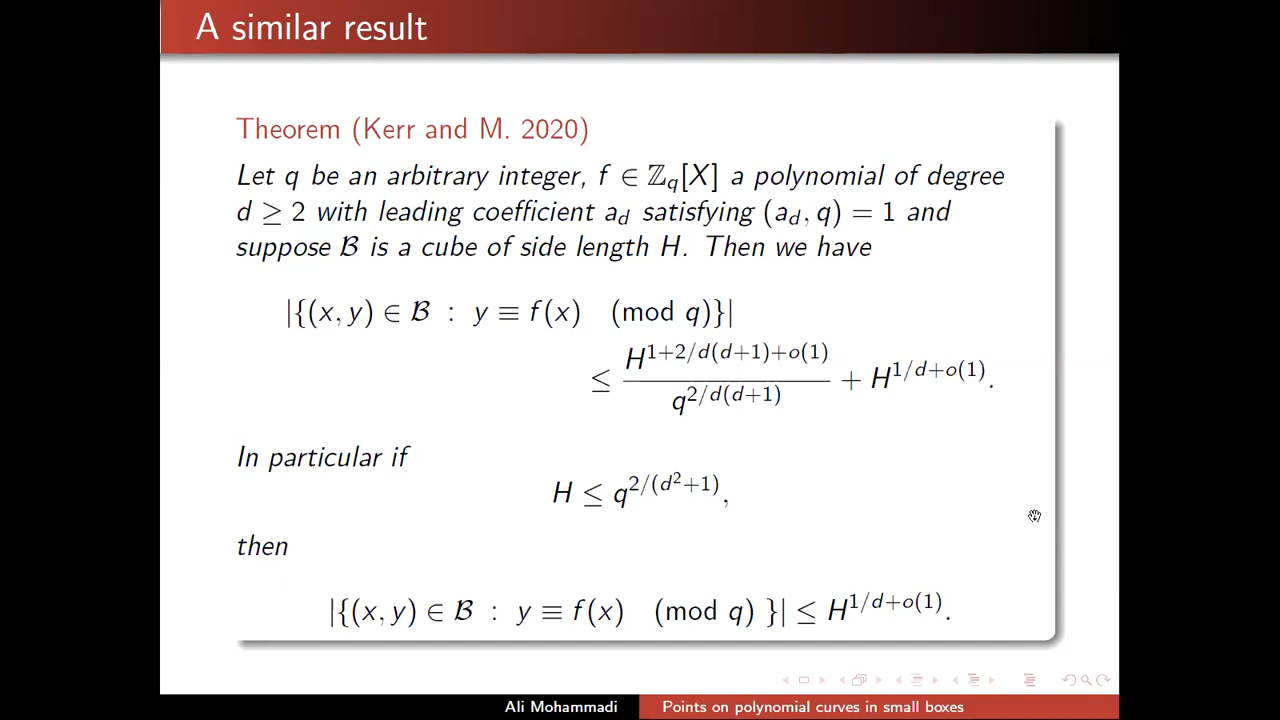 A similar result
Theorem (Kerr and M. 2020)
Let q be an arbitrary integer, f ∈ ℤ_q[X] a polynomial of degree
d ≥ 2 with leading coefficient a_d satisfying (a_d, q) = 1 and
suppose ℬ is a cube of side length H. Then we have
|{(x, y) ∈ ℬ : y ≡ f(x) (mod q)}|
≤ H^{1+2/d(d+1)+o(1)} / q^{2/d(d+1)} + H^{1/d+o(1)}.
In particular if
H ≤ q^{2/(d^2+1)},
then
|{(x, y) ∈ ℬ : y ≡ f(x) (mod q) }| ≤ H^{1/d+o(1)}.
Ali Mohammadi
Points on polynomial curves in small boxes